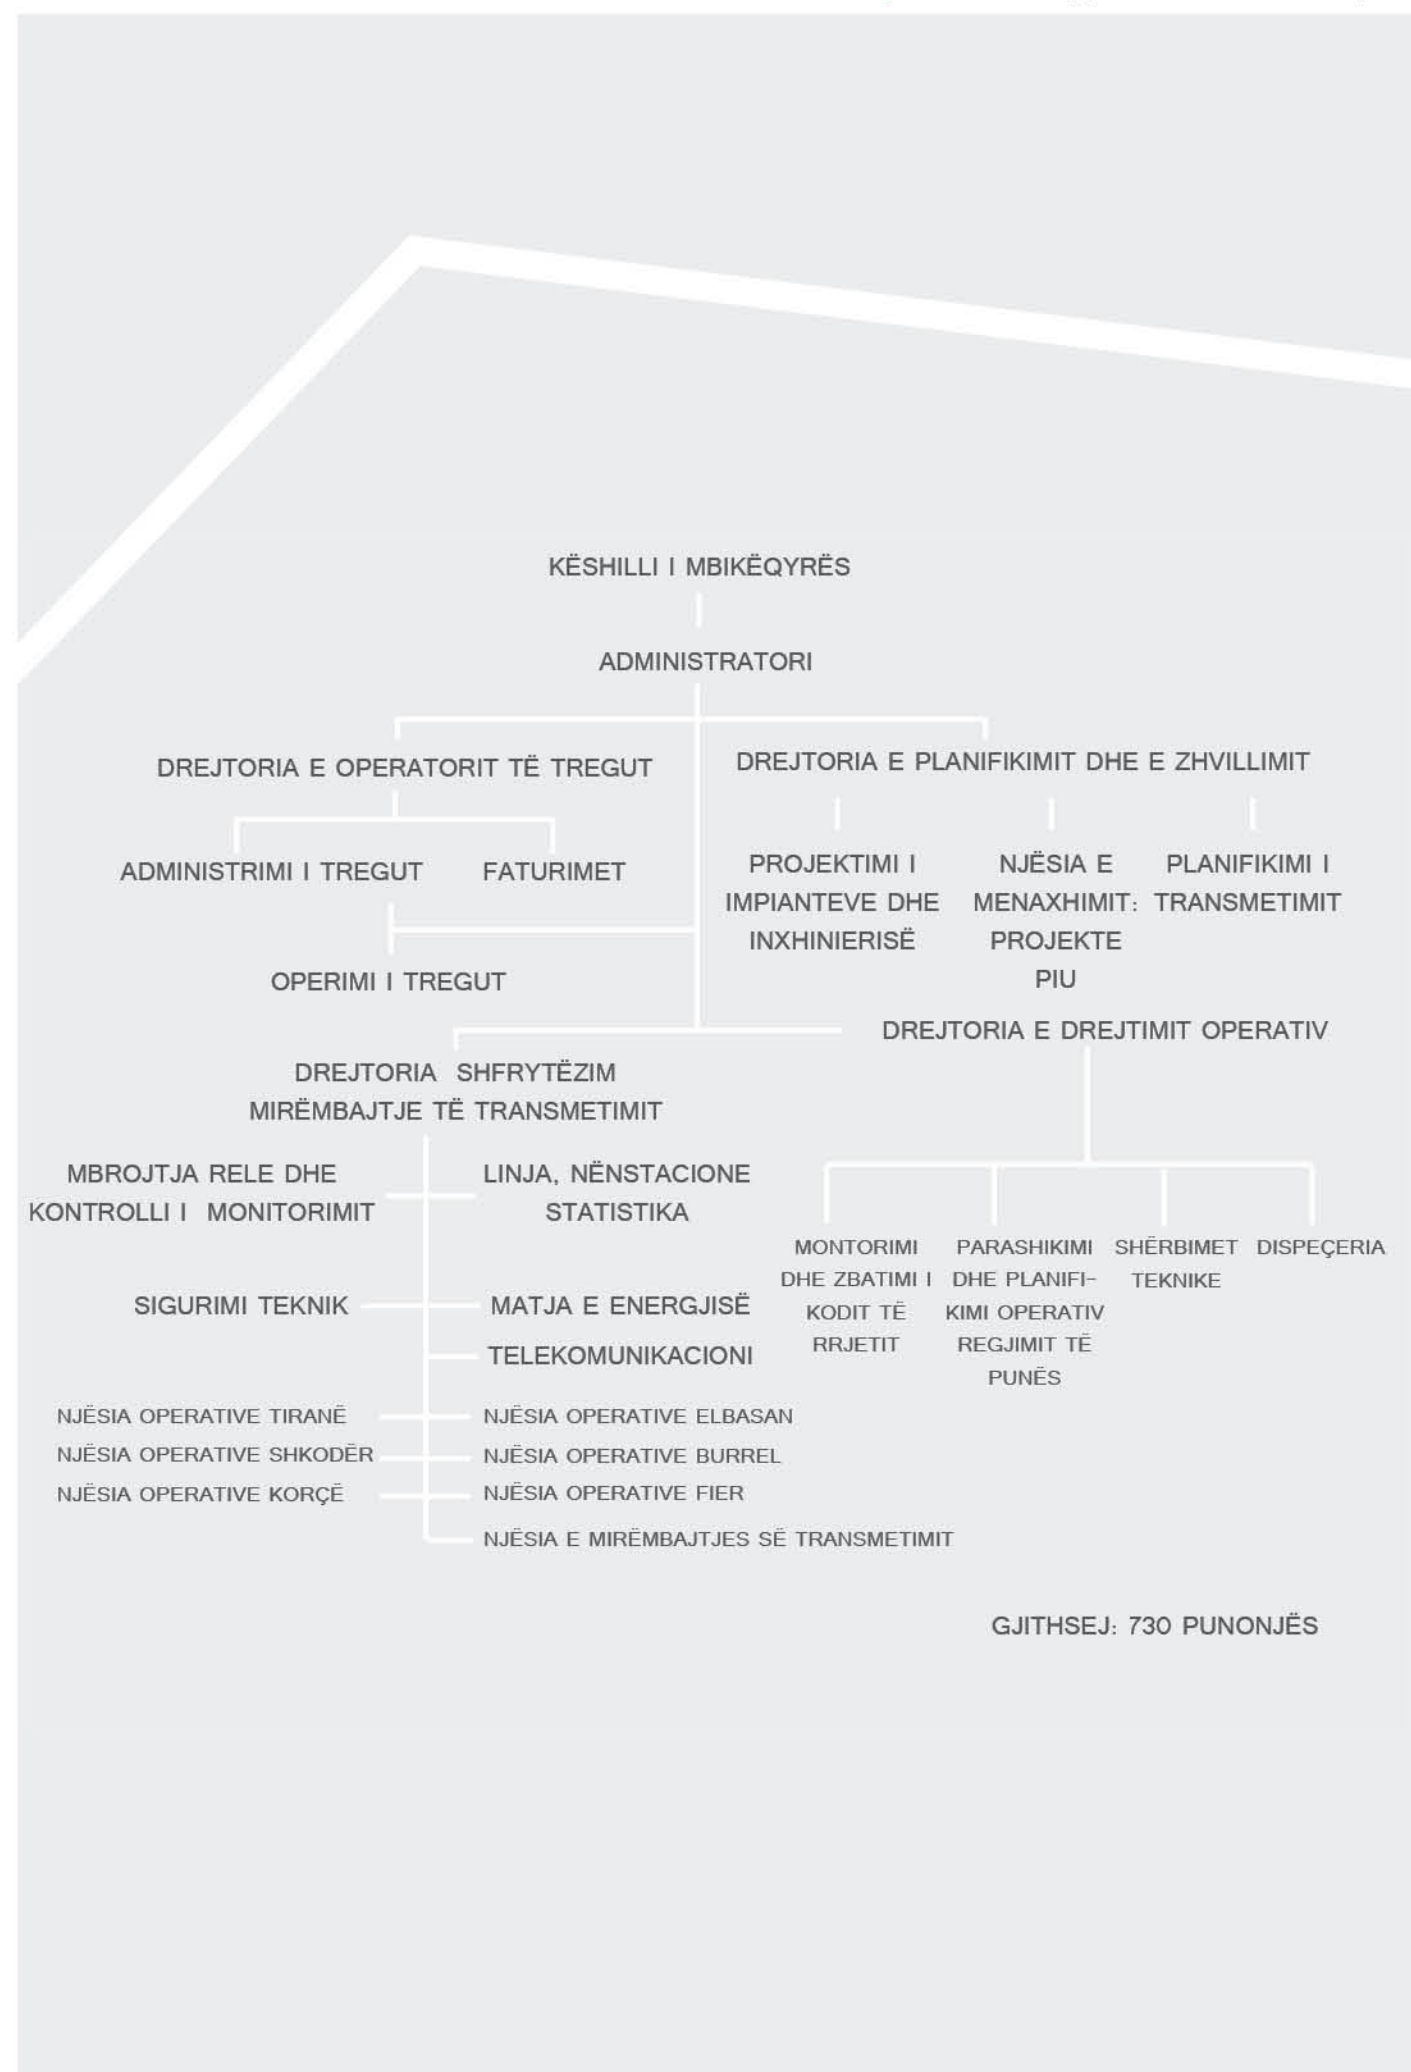 KËSHILLI I MBIKËQYRËS
ADMINISTRATORI
DREJTORIA E OPERATORIT TË TREGUT
DREJTORIA E PLANIFIKIMIT DHE E ZHVILLIMIT
ADMINISTRIMI I TREGUT
FATURIMET
PROJEKTIMI I
IMPIANTEVE DHE
INXHINIERISË
NJËSIA E
MENAXHIMIT:
PROJEKTE
PIU
PLANIFIKIMI I
TRANSMETIMIT
OPERIMI I TREGUT
DREJTORIA E DREJTIMIT OPERATIV
DREJTORIA SHFRYTËZIM
MIRËMBAJTJE TË TRANSMETIMIT
MBROJTJA RELE DHE
KONTROLLI I MONITORIMIT
LINJA, NËNSTACIONE
STATISTIKA
MONTORIMI
DHE ZBATIMI I
KODIT TË
RRJETIT
PARASHIKIMI
DHE PLANIFI-
KIMI OPERATIV
REGJIMIT TË
PUNËS
SHËRBIMET
TEKNIKE
DISPEÇERIA
SIGURIMI TEKNIK
MATJA E ENERGJISË
TELEKOMUNIKACIONI
NJËSIA OPERATIVE TIRANË
NJËSIA OPERATIVE ELBASAN
NJËSIA OPERATIVE SHKODËR
NJËSIA OPERATIVE BURREL
NJËSIA OPERATIVE KORÇË
NJËSIA OPERATIVE FIER
NJËSIA E MIRËMBAJTJES SË TRANSMETIMIT
GJITHSEJ: 730 PUNONJËS